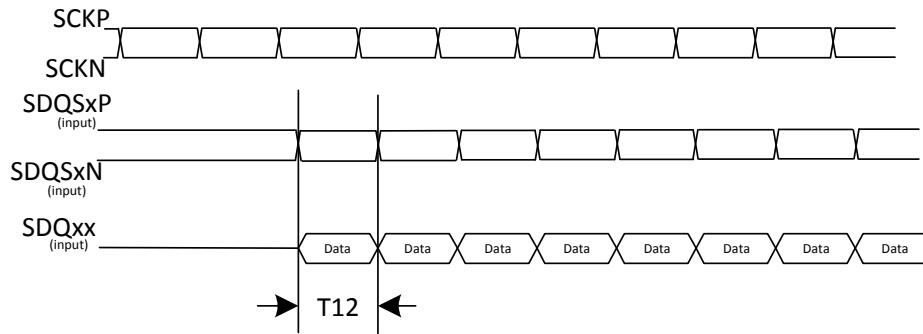 SCKP
SCKN
SDQSxP
(input)
SDQSxN
(input)
SDQxx
(input)
Data Data Data Data Data Data Data Data
T12